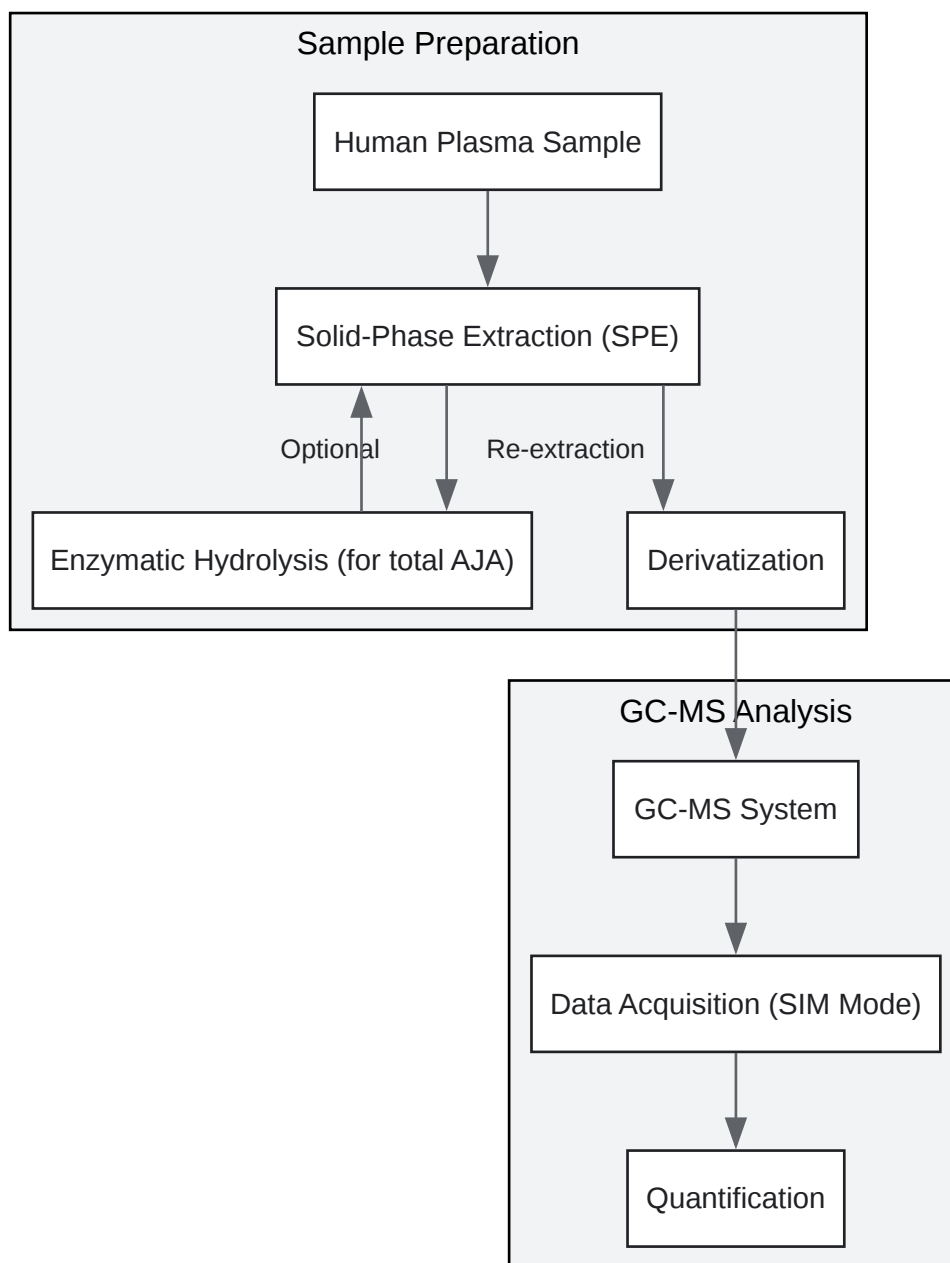 Sample Preparation
Human Plasma Sample
Solid-Phase Extraction (SPE)
Optional
Re-extraction
Enzymatic Hydrolysis (for total AJA)
Derivatization
GC-MS Analysis
GC-MS System
Data Acquisition (SIM Mode)
Quantification